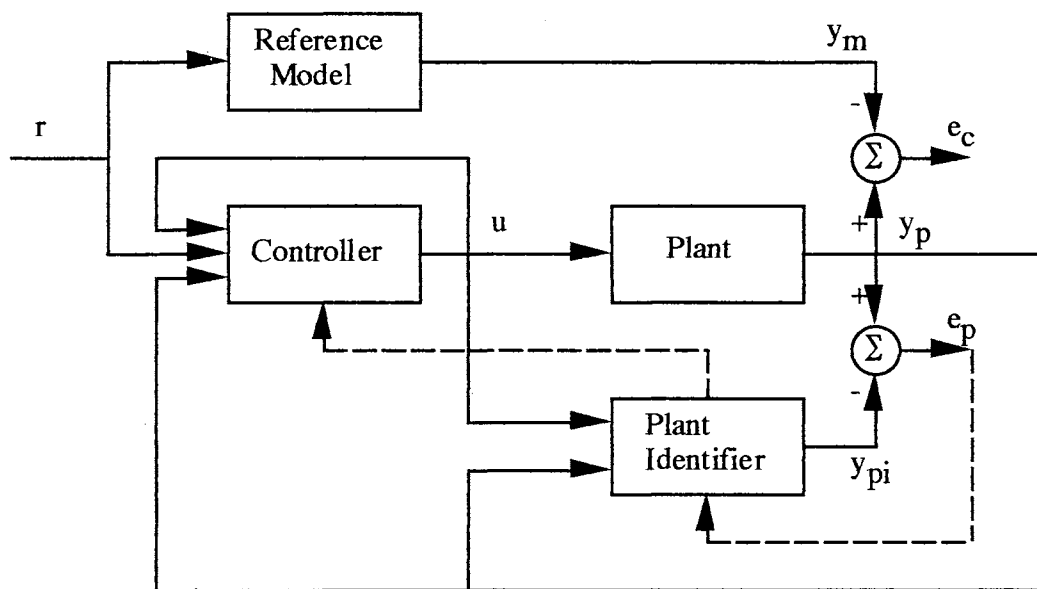 Reference
Model
y_m
r
-
Σ
e_c
Controller
u
Plant
+
y_p
+
Σ
e_p
-
Plant
Identifier
y_pi